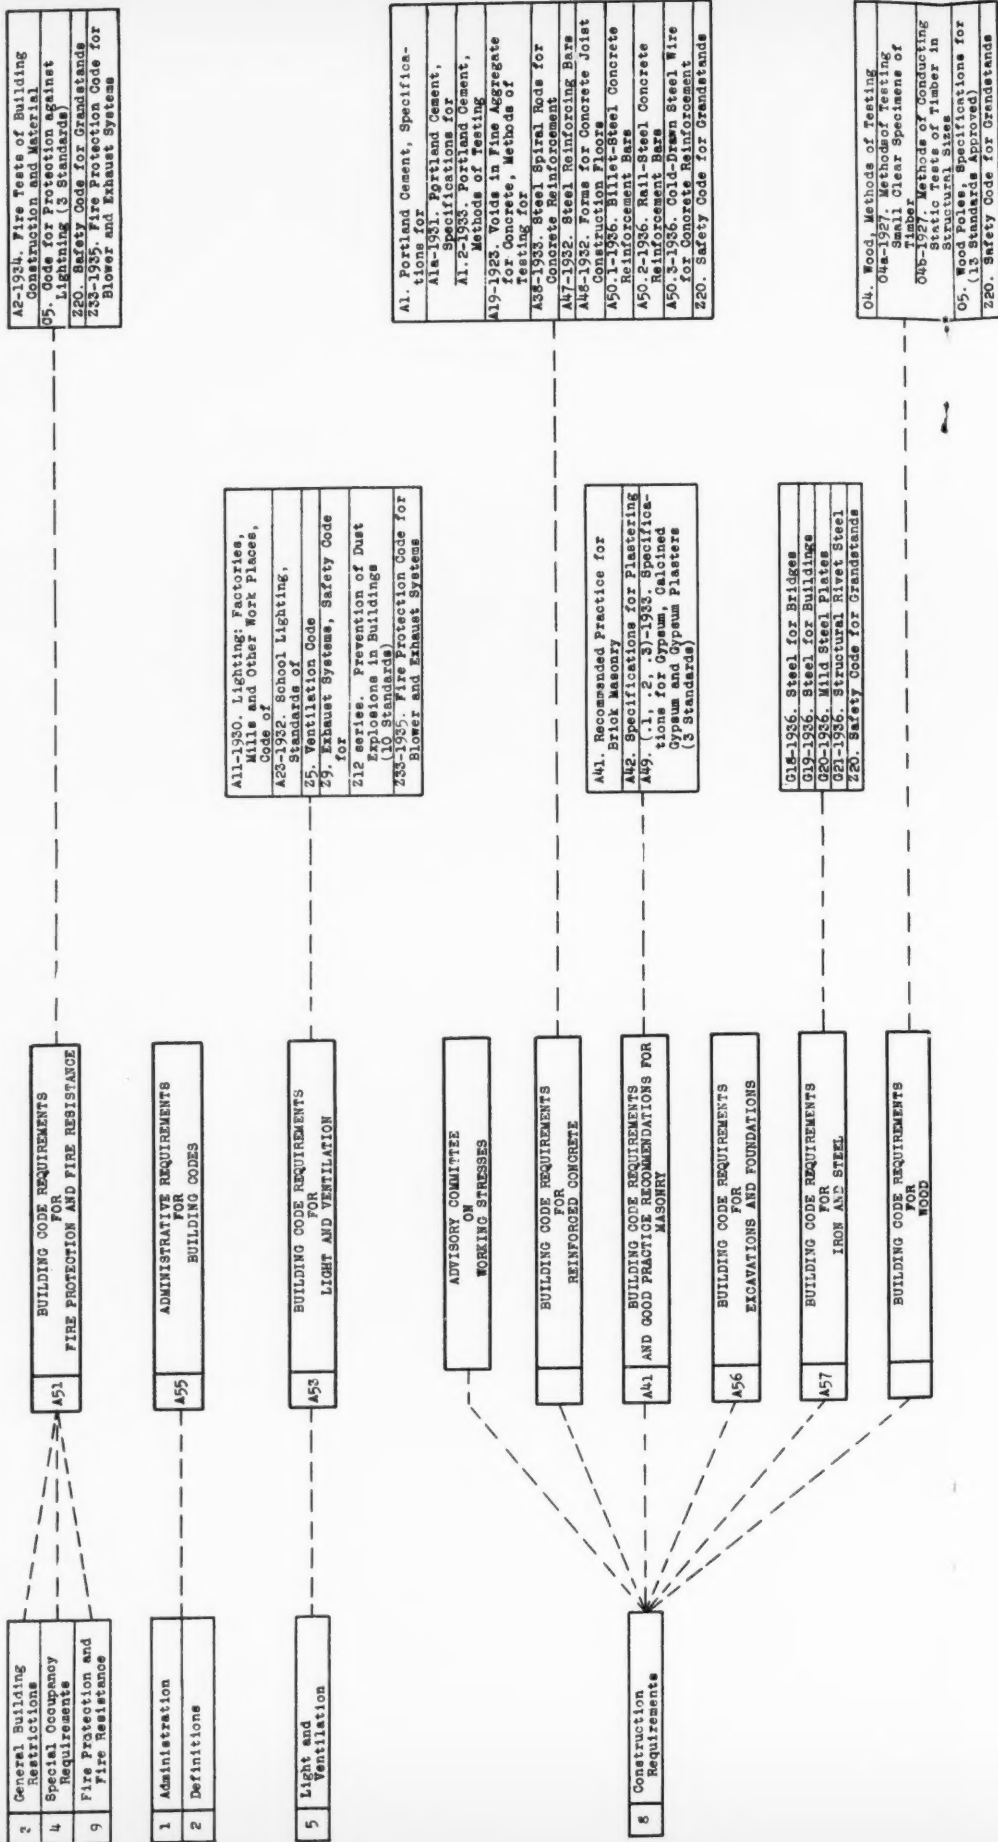 General Building
Restrictions
4 Special Occupancy
Requirements
9 Fire Protection and
Fire Resistance
A51
BUILDING CODE REQUIREMENTS
FOR
FIRE PROTECTION AND FIRE RESISTANCE
A2-1934. Fire Tests of Building
Construction and Material
C5. Code for Protection against
Lightning (3 Standards)
Z20. Safety Code for Grandstands
Z33-1935. Fire Protection Code for
Blower and Exhaust Systems
1 Administration
2 Definitions
A55
ADMINISTRATIVE REQUIREMENTS
FOR
BUILDING CODES
5 Light and
Ventilation
A53
BUILDING CODE REQUIREMENTS
FOR
LIGHT AND VENTILATION
A11-1930. Lighting: Factories,
Mills and Other Work Places,
Code of
A23-1932. School Lighting,
Standards of
Z5. Ventilation Code
Z9. Exhaust Systems, Safety Code
for
Z12 series. Prevention of Dust
Explosions in Buildings
(10 Standards)
Z33-1935. Fire Protection Code for
Blower and Exhaust Systems
8 Construction
Requirements
ADVISORY COMMITTEE
ON
WORKING STRESSES
BUILDING CODE REQUIREMENTS
FOR
REINFORCED CONCRETE
A1. Portland Cement, Specifica-
tions for
A1a-1931. Portland Cement,
Specifications for
A1.2-1933. Portland Cement,
Methods of Testing
A19-1923. Voids in Fine Aggregate
for Concrete, Methods of
Testing for
A38-1933. Steel Spiral Rods for
Concrete Reinforcement
A47-1932. Steel Reinforcing Bars
A48-1932. Forms for Concrete Joist
Construction Floors
A50.1-1936. Billet-Steel Concrete
Reinforcement Bars
A50.2-1936. Rail-Steel Concrete
Reinforcement Bars
A50.3-1936. Cold-Drawn Steel Wire
for Concrete Reinforcement
Z20. Safety Code for Grandstands
A41
BUILDING CODE REQUIREMENTS
AND GOOD PRACTICE RECOMMENDATIONS FOR
MASONRY
A41. Recommended Practice for
Brick Masonry
A42. Specifications for Plastering
A49. (.1, .2, .3)-1933. Specifica-
tions for Gypsum, Calcined
Gypsum and Gypsum Plasters
(3 Standards)
A56
BUILDING CODE REQUIREMENTS
FOR
EXCAVATIONS AND FOUNDATIONS
A57
BUILDING CODE REQUIREMENTS
FOR
IRON AND STEEL
G18-1936. Steel for Bridges
G19-1936. Steel for Buildings
G20-1936. Mild Steel Plates
G21-1936. Structural Rivet Steel
Z20. Safety Code for Grandstands
BUILDING CODE REQUIREMENTS
FOR
WOOD
O4. Wood, Methods of Testing
O4a-1927. Methods of Testing
Small Clear Specimens of
Timber
O4b-1927. Methods of Conducting
Static Tests of Timber in
Structural Sizes
O5. Wood Poles, Specifications for
(13 Standards Approved)
Z20. Safety Code for Grandstands